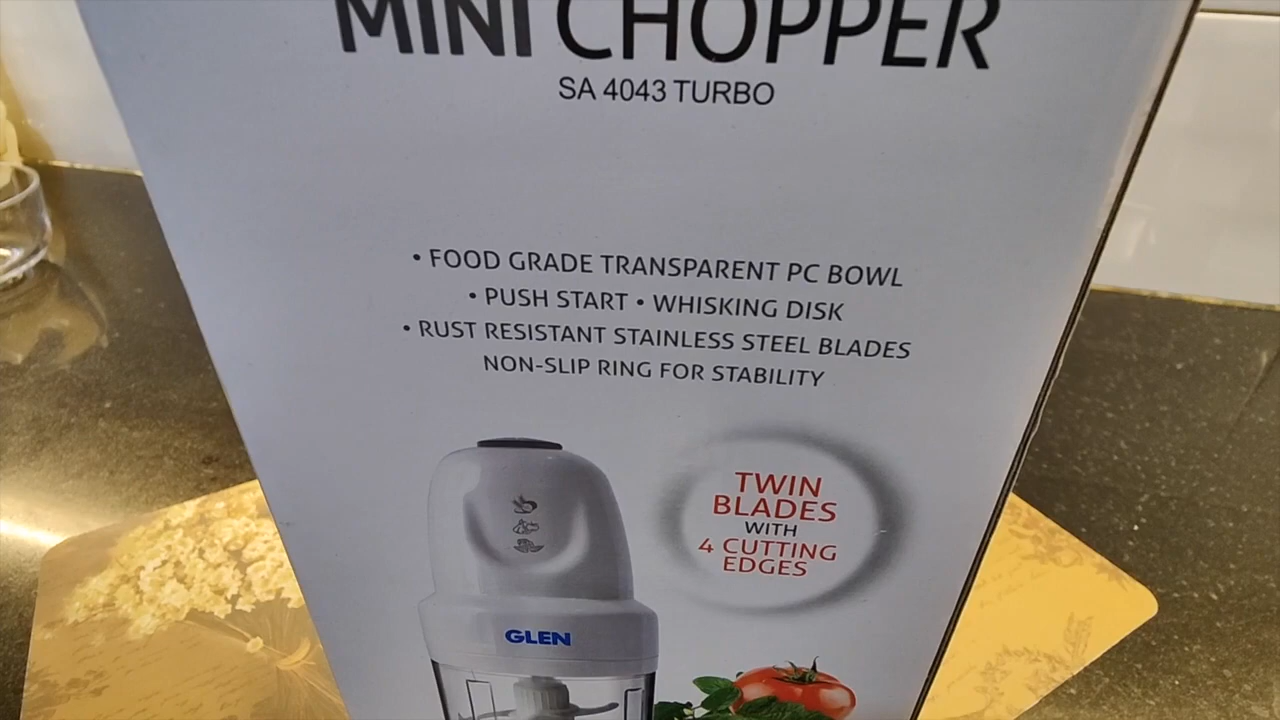 MINI CHOPPER
SA 4043 TURBO
• FOOD GRADE TRANSPARENT PC BOWL
• PUSH START • WHISKING DISK
• RUST RESISTANT STAINLESS STEEL BLADES
NON-SLIP RING FOR STABILITY
TWIN
BLADES
WITH
4 CUTTING
EDGES
GLEN